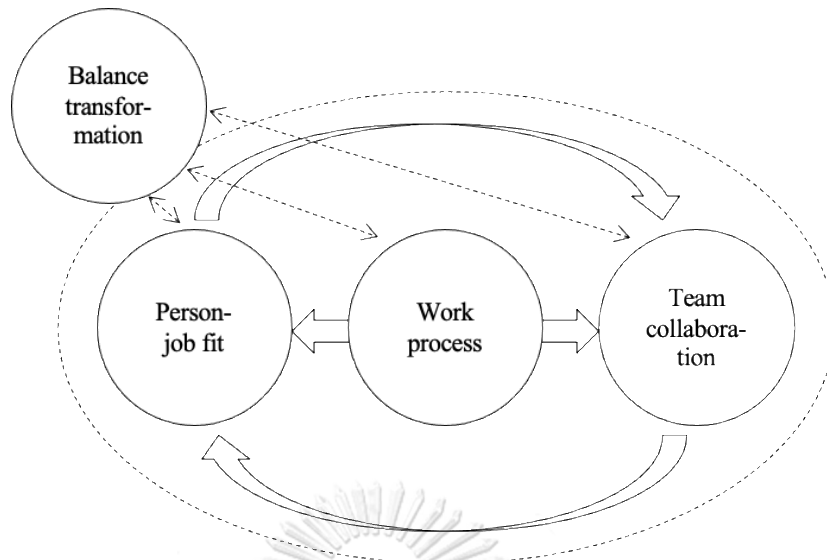 Balance
transfor-
mation
Person-
job fit
Work
process
Team
collabora-
tion